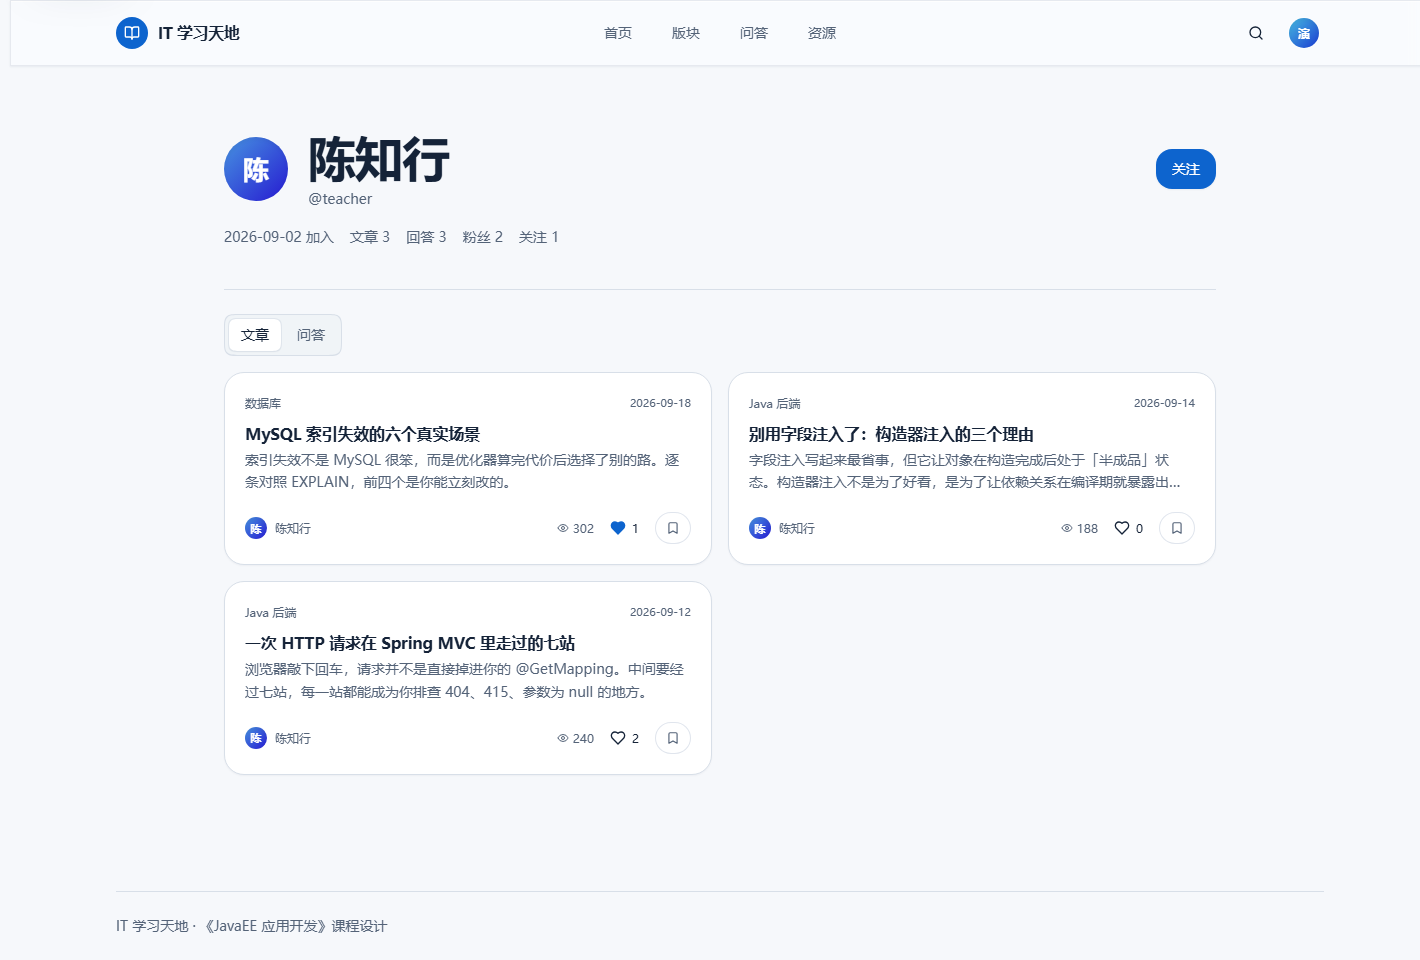 IT 学习天地
首页
版块
问答
资源
演
陈
陈知行
@teacher
关注
2026-09-02 加入 文章 3 回答 3 粉丝 2 关注 1
文章
问答
数据库
2026-09-18
MySQL 索引失效的六个真实场景
索引失效不是 MySQL 很笨，而是优化器算完代价后选择了别的路。逐
条对照 EXPLAIN，前四个是你能立刻改的。
陈
陈知行
302
1
Java 后端
2026-09-14
别用字段注入了：构造器注入的三个理由
字段注入写起来最省事，但它让对象在构造完成后处于「半成品」状
态。构造器注入不是为了好看，是为了让依赖关系在编译期就暴露出...
陈
陈知行
188
0
Java 后端
2026-09-12
一次 HTTP 请求在 Spring MVC 里走过的七站
浏览器敲下回车，请求并不是直接掉进你的 @GetMapping。中间要经
过七站，每一站都能成为你排查 404、415、参数为 null 的地方。
陈
陈知行
240
2
IT 学习天地 · 《JavaEE 应用开发》课程设计